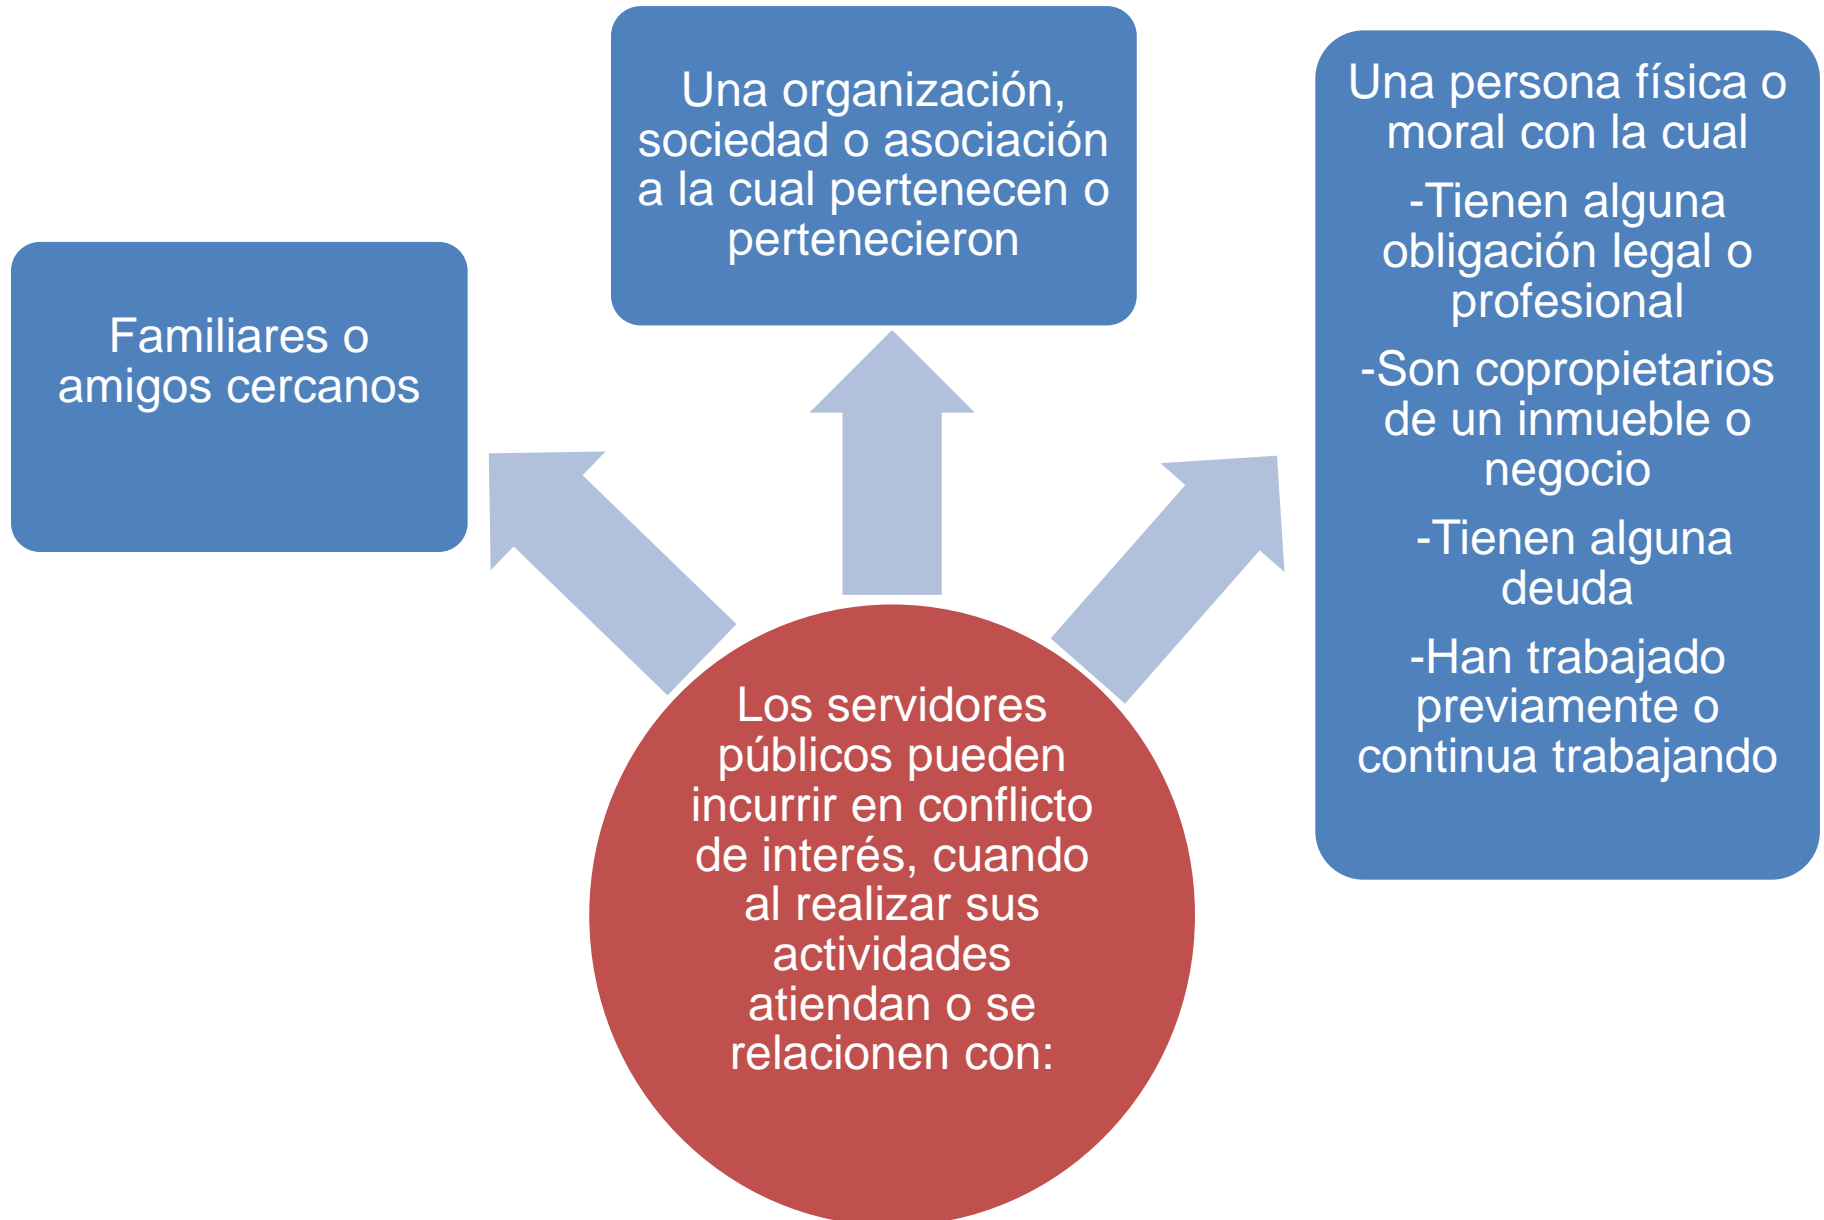 Una organización,
sociedad o asociación
a la cual pertenecen o
pertenecieron
Una persona física o
moral con la cual
-Tienen alguna
obligación legal o
profesional
-Son copropietarios
de un inmueble o
negocio
-Tienen alguna
deuda
-Han trabajado
previamente o
continua trabajando
Familiares o
amigos cercanos
Los servidores
públicos pueden
incurrir en conflicto
de interés, cuando
al realizar sus
actividades
atiendan o se
relacionen con: